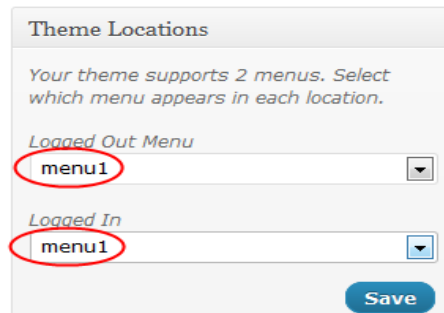 Theme Locations
Your theme supports 2 menus. Select
which menu appears in each location.
Logged Out Menu
menu1
Logged In
menu1
Save